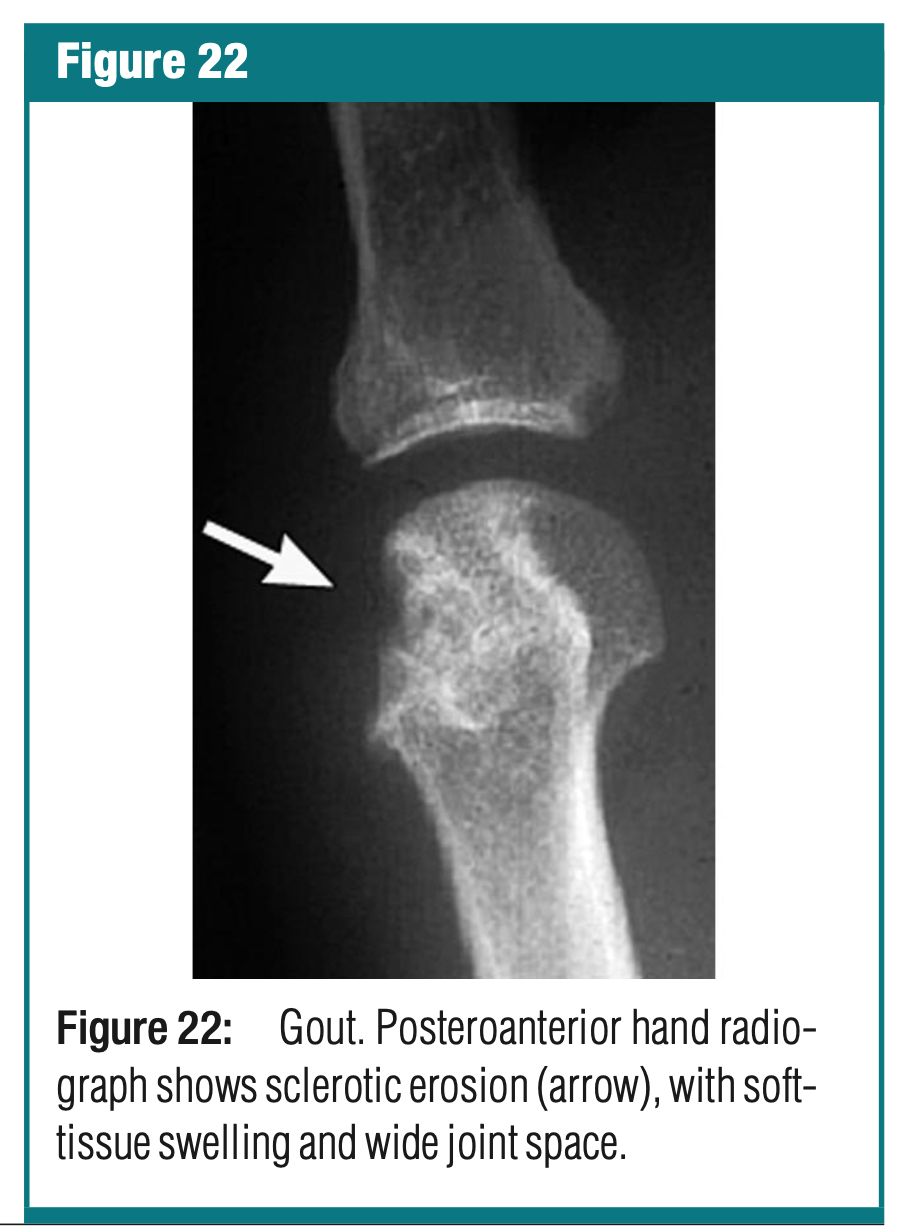 Figure 22
Figure 22: Gout. Posteroanterior hand radio-
graph shows sclerotic erosion (arrow), with soft-
tissue swelling and wide joint space.